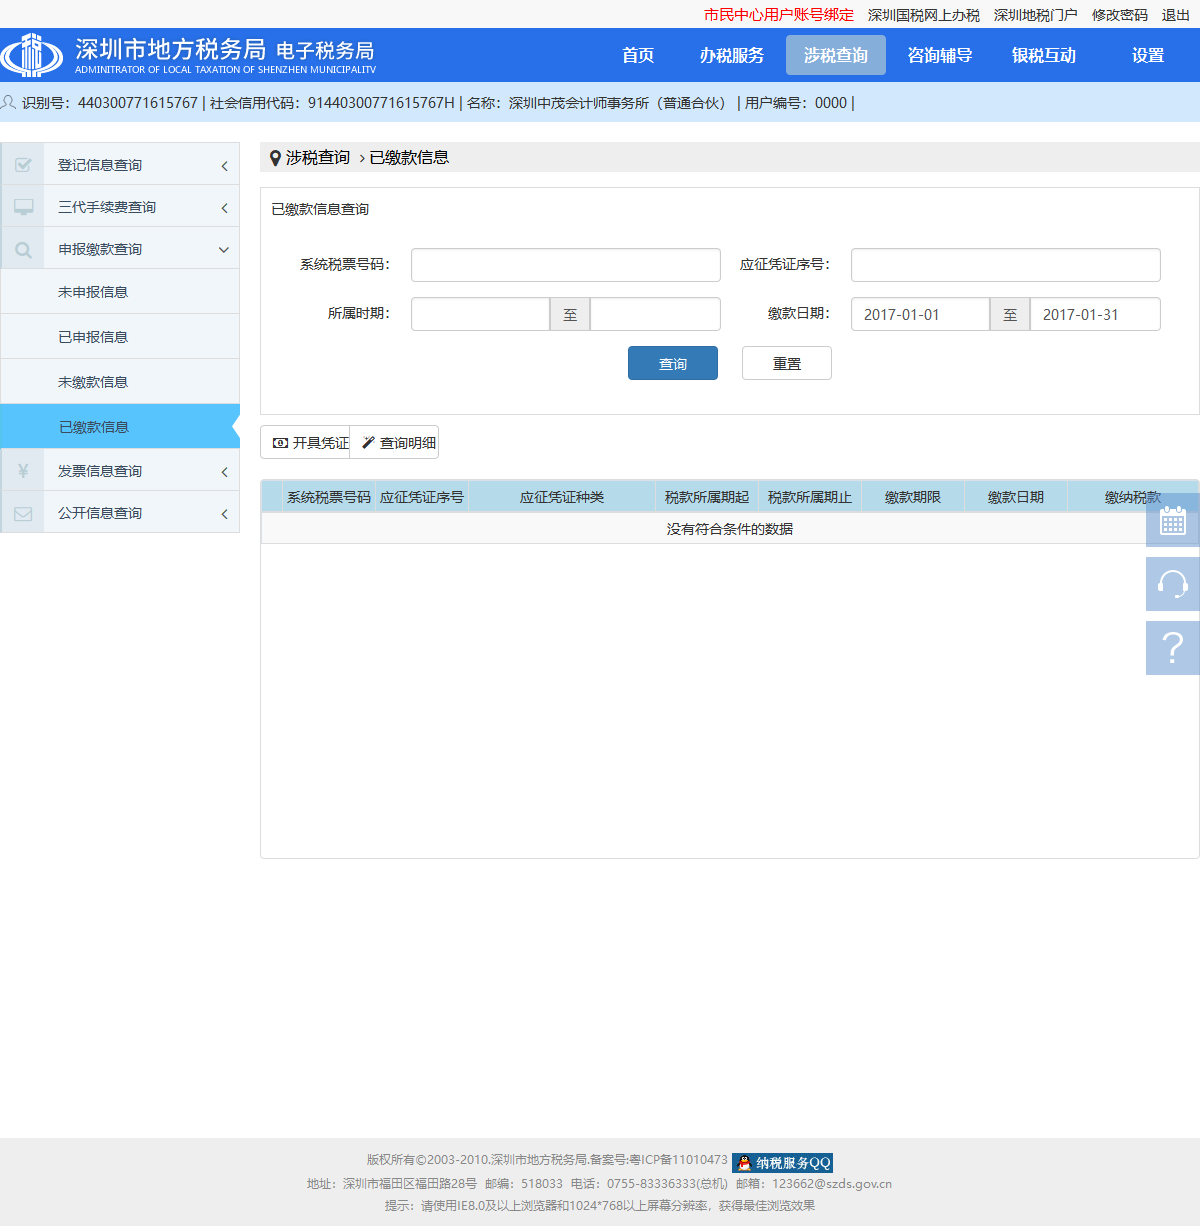 市民中心用户账号绑定 深圳国税网上办税 深圳地税门户 修改密码 退出
深圳市地方税务局 电子税务局
ADMINITRATOR OF LOCAL TAXATION OF SHENZHEN MUNICIPALITV
首页 办税服务 涉税查询 咨询辅导 银税互动 设置
识别号：440300771615767 | 社会信用代码：91440300771615767H | 名称：深圳中茂会计师事务所（普通合伙） | 用户编号：0000 |
登记信息查询
三代手续费查询
申报缴款查询
未申报信息
已申报信息
未缴款信息
已缴款信息
发票信息查询
公开信息查询
涉税查询 › 已缴款信息
已缴款信息查询
系统税票号码： 应征凭证序号：
所属时期： 至 缴款日期： 2017-01-01 至 2017-01-31
查询 重置
开具凭证 查询明细
系统税票号码 应征凭证序号 应征凭证种类 税款所属期起 税款所属期止 缴款期限 缴款日期 缴纳税款
没有符合条件的数据
版权所有©2003-2010.深圳市地方税务局.备案号:粤ICP备11010473 纳税服务QQ
地址：深圳市福田区福田路28号 邮编：518033 电话：0755-83336333(总机) 邮箱：123662@szds.gov.cn
提示：请使用IE8.0及以上浏览器和1024*768以上屏幕分辨率，获得最佳浏览效果